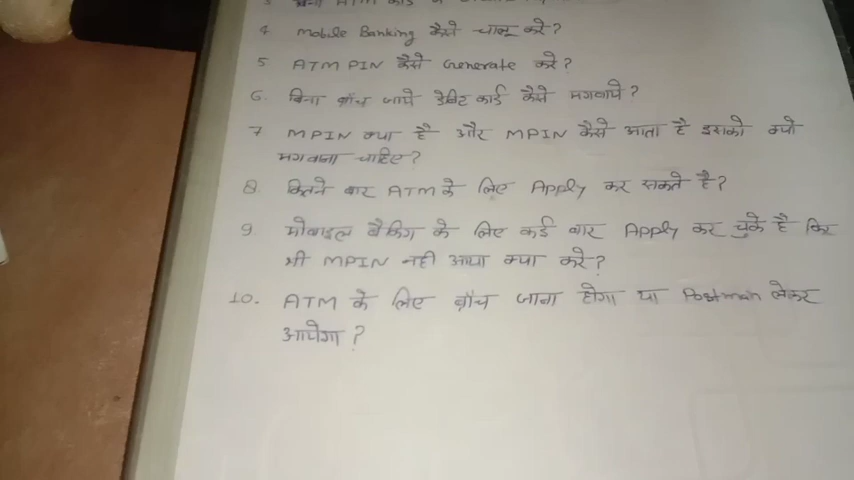 4 Mobile Banking कैसे चालू करे?
5 ATM PIN कैसे Generate करे?
6. बिना ब्रॉच जाये डेबिट कार्ड कैसे मगवाये?
7 MPIN क्या है और MPIN कैसे आता है इसको क्यो
मगवाना चाहिए?
8. कितने बार ATM के लिए Apply कर सकते है?
9. मोबाइल बैकिंग के लिए कई बार Apply कर चुके है फिर
भी MPIN नही आया क्या करे?
10. ATM के लिए ब्रॉच जाना होगा या Postman लेकर
आयेगा?